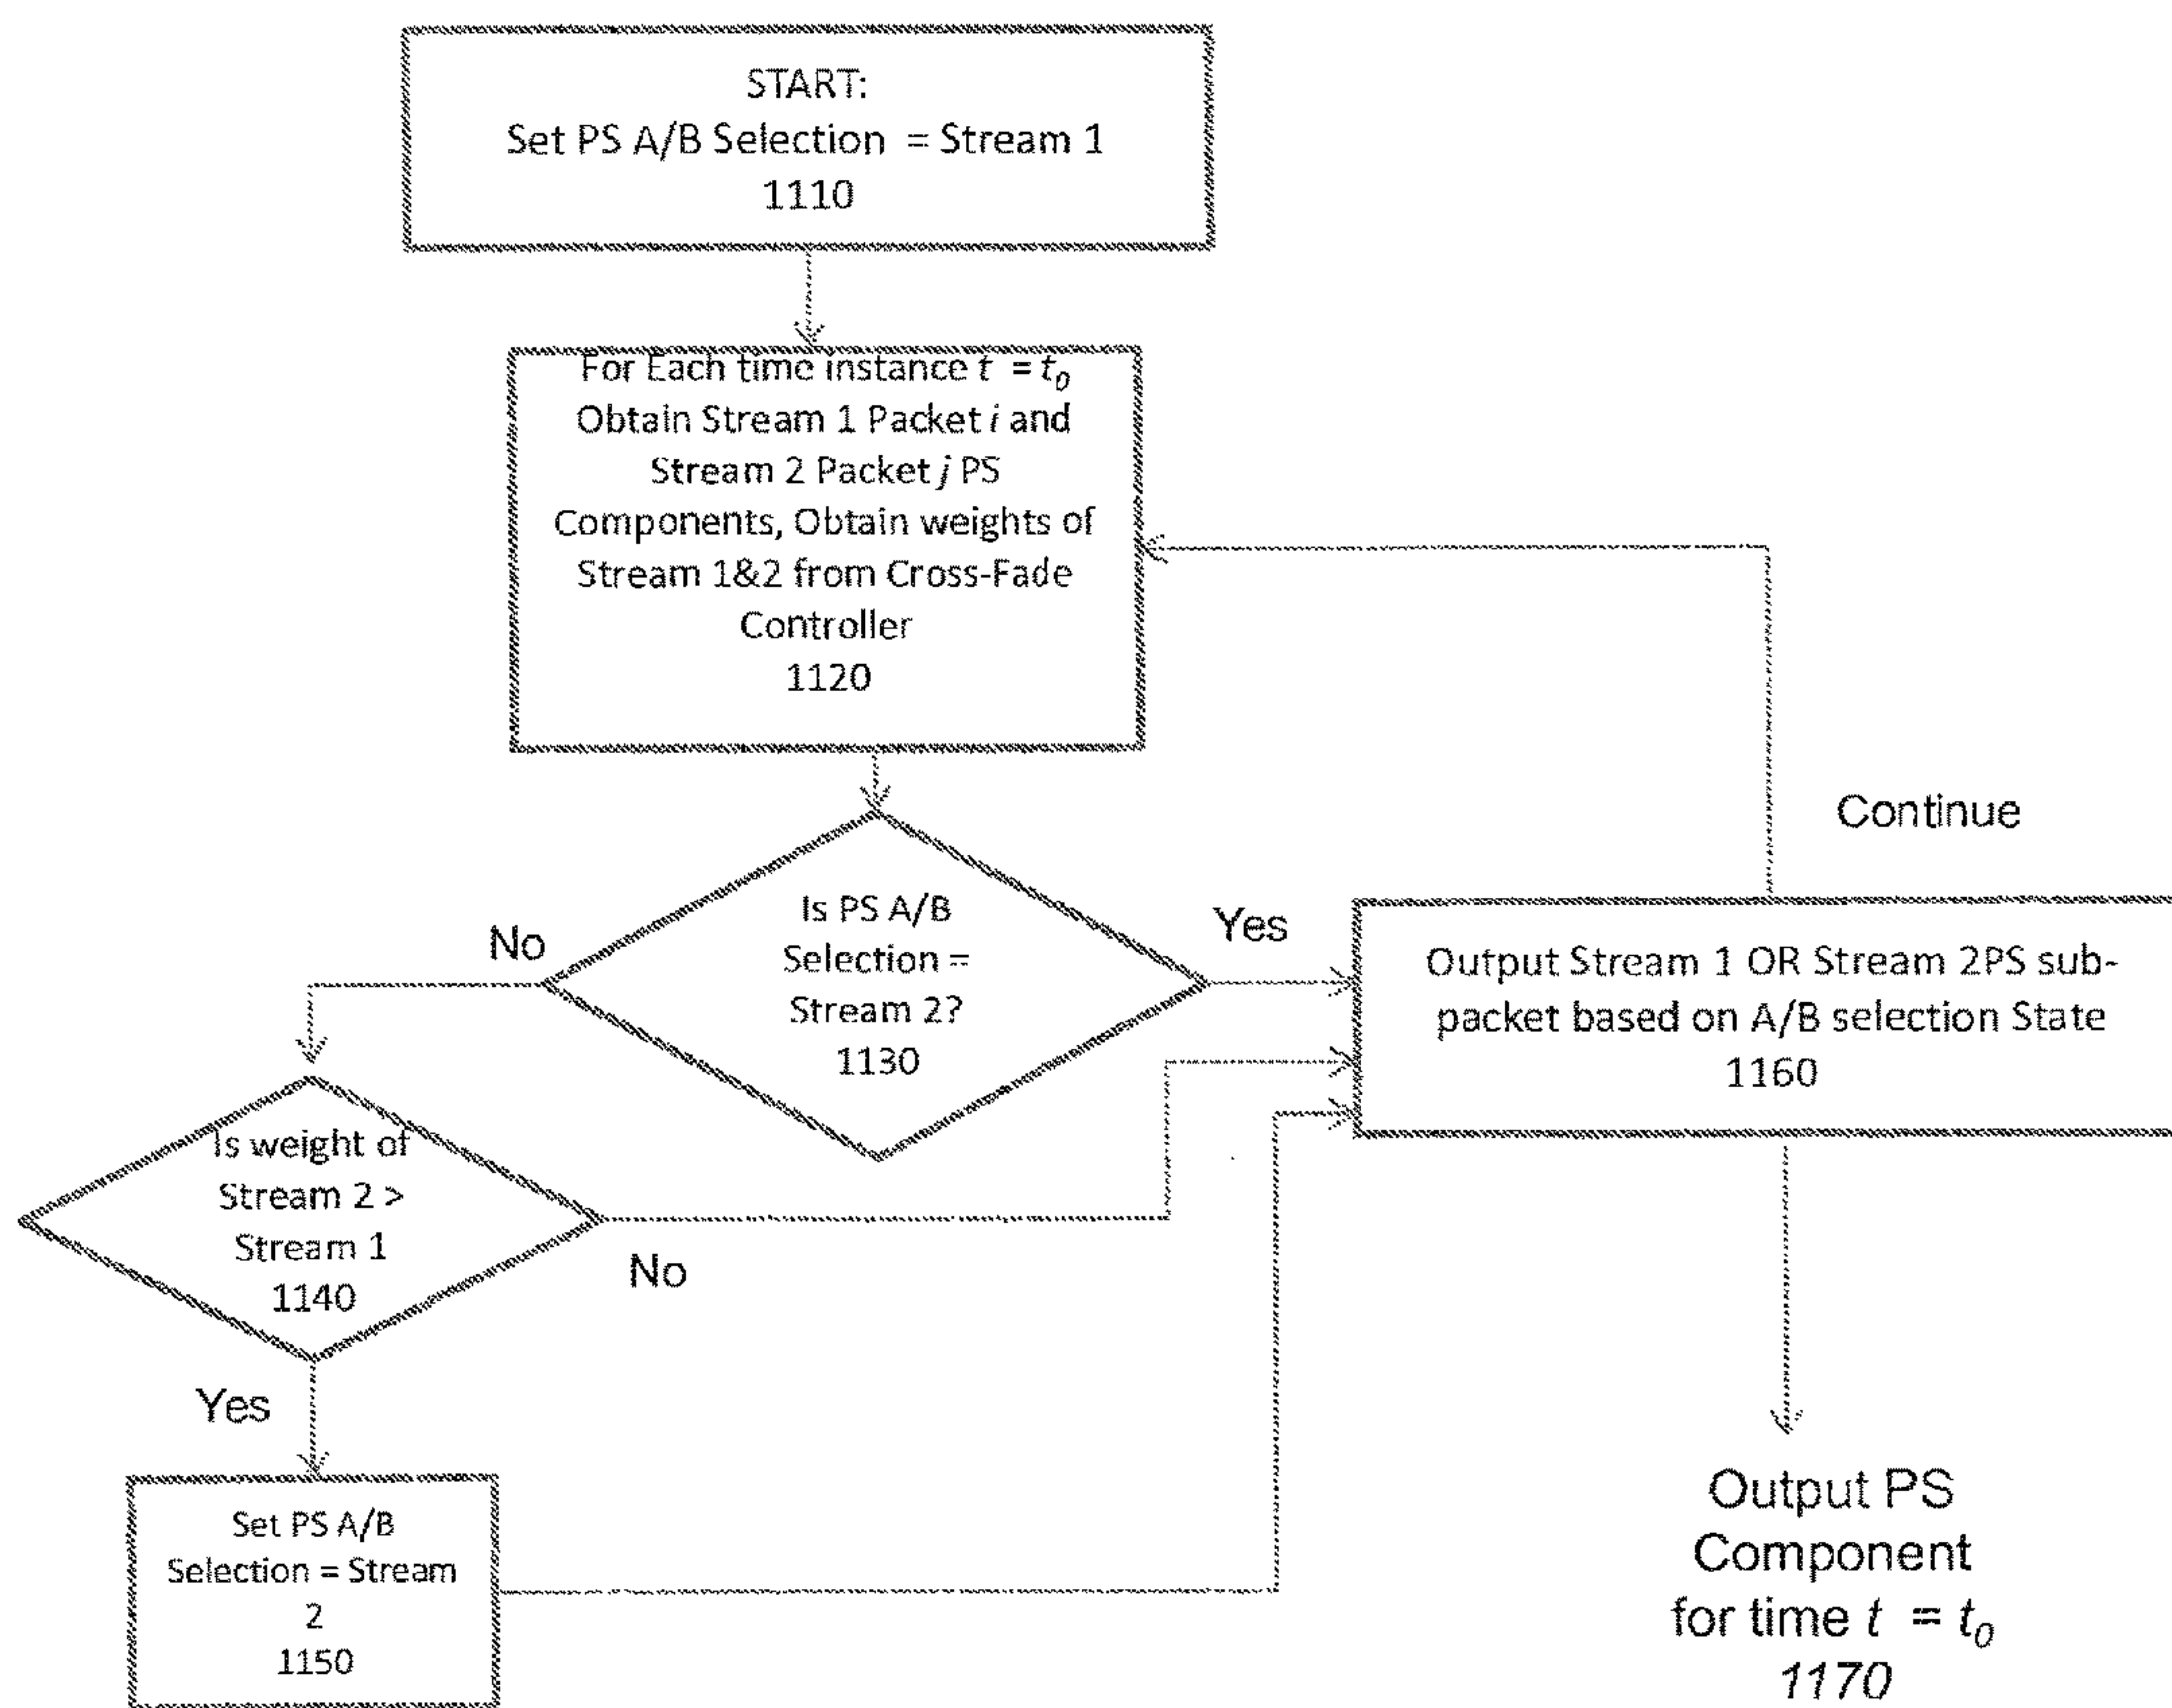 START:
Set PS A/B Selection = Stream 1
1110
For Each time instance t = t0
Obtain Stream 1 Packet i and
Stream 2 Packet j PS
Components, Obtain weights of
Stream 1&2 from Cross-Fade
Controller
1120
Continue
Is PS A/B
Selection =
Stream 2?
1130
No
Yes
Output Stream 1 OR Stream 2PS sub-
packet based on A/B selection State
1160
Is weight of
Stream 2 >
Stream 1
1140
No
Yes
Set PS A/B
Selection = Stream
2
1150
Output PS
Component
for time t = t0
1170